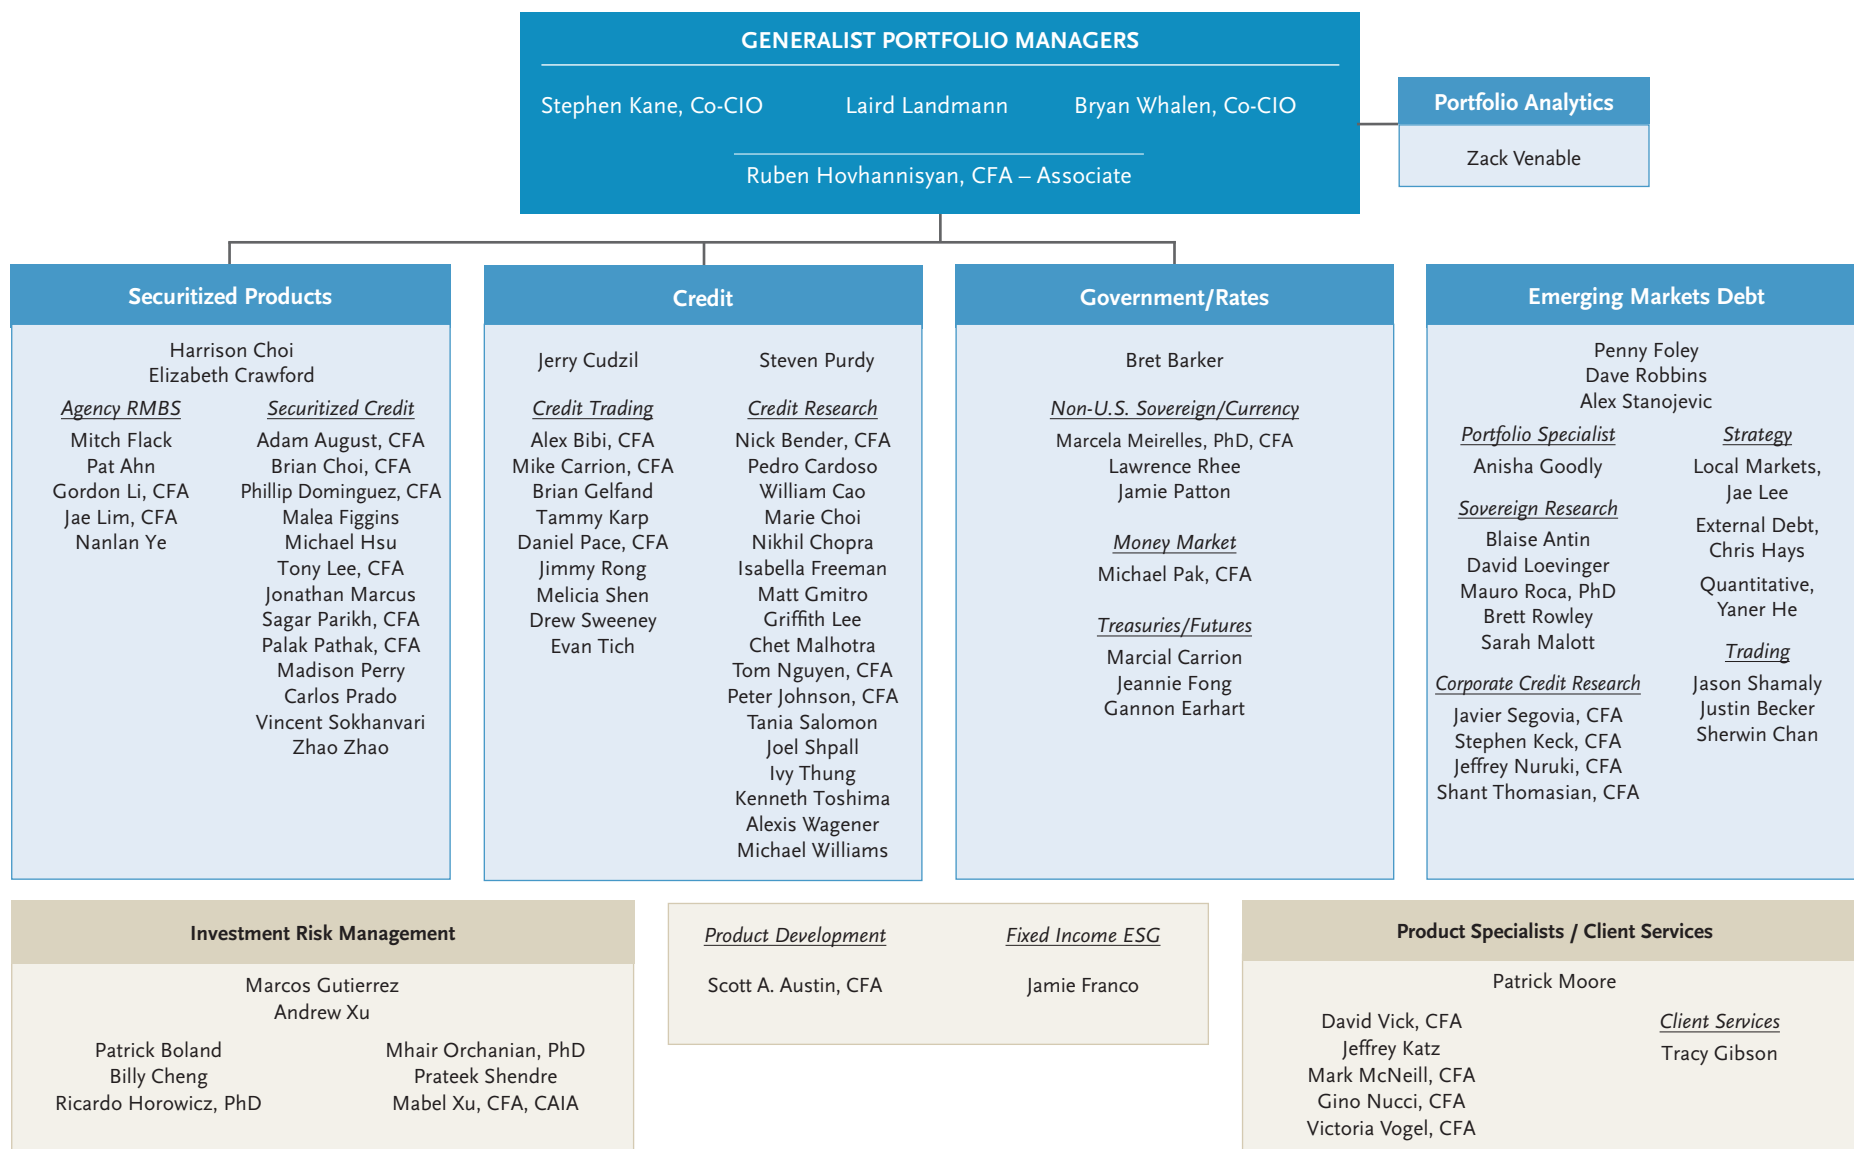 GENERALIST PORTFOLIO MANAGERS
Stephen Kane, Co-CIO
Laird Landmann
Bryan Whalen, Co-CIO
Ruben Hovhannisyan, CFA – Associate
Portfolio Analytics
Zack Venable
Securitized Products
Harrison Choi
Elizabeth Crawford
Agency RMBS
Mitch Flack
Pat Ahn
Gordon Li, CFA
Jae Lim, CFA
Nanlan Ye
Securitized Credit
Adam August, CFA
Brian Choi, CFA
Phillip Dominguez, CFA
Malea Figgins
Michael Hsu
Tony Lee, CFA
Jonathan Marcus
Sagar Parikh, CFA
Palak Pathak, CFA
Madison Perry
Carlos Prado
Vincent Sokhanvari
Zhao Zhao
Credit
Jerry Cudzil
Steven Purdy
Credit Trading
Alex Bibi, CFA
Mike Carrion, CFA
Brian Gelfand
Tammy Karp
Daniel Pace, CFA
Jimmy Rong
Melicia Shen
Drew Sweeney
Evan Tich
Credit Research
Nick Bender, CFA
Pedro Cardoso
William Cao
Marie Choi
Nikhil Chopra
Isabella Freeman
Matt Gmitro
Griffith Lee
Chet Malhotra
Tom Nguyen, CFA
Peter Johnson, CFA
Tania Salomon
Joel Shpall
Ivy Thung
Kenneth Toshima
Alexis Wagener
Michael Williams
Government/Rates
Bret Barker
Non-U.S. Sovereign/Currency
Marcela Meirelles, PhD, CFA
Lawrence Rhee
Jamie Patton
Money Market
Michael Pak, CFA
Treasuries/Futures
Marcial Carrion
Jeannie Fong
Gannon Earhart
Emerging Markets Debt
Penny Foley
Dave Robbins
Alex Stanojevic
Portfolio Specialist
Anisha Goodly
Sovereign Research
Blaise Antin
David Loevinger
Mauro Roca, PhD
Brett Rowley
Sarah Malott
Corporate Credit Research
Javier Segovia, CFA
Stephen Keck, CFA
Jeffrey Nuruki, CFA
Shant Thomasian, CFA
Strategy
Local Markets,
Jae Lee
External Debt,
Chris Hays
Quantitative,
Yaner He
Trading
Jason Shamaly
Justin Becker
Sherwin Chan
Investment Risk Management
Marcos Gutierrez
Andrew Xu
Patrick Boland
Billy Cheng
Ricardo Horowicz, PhD
Mhair Orchanian, PhD
Prateek Shendre
Mabel Xu, CFA, CAIA
Product Development
Scott A. Austin, CFA
Fixed Income ESG
Jamie Franco
Product Specialists / Client Services
Patrick Moore
David Vick, CFA
Jeffrey Katz
Mark McNeill, CFA
Gino Nucci, CFA
Victoria Vogel, CFA
Client Services
Tracy Gibson